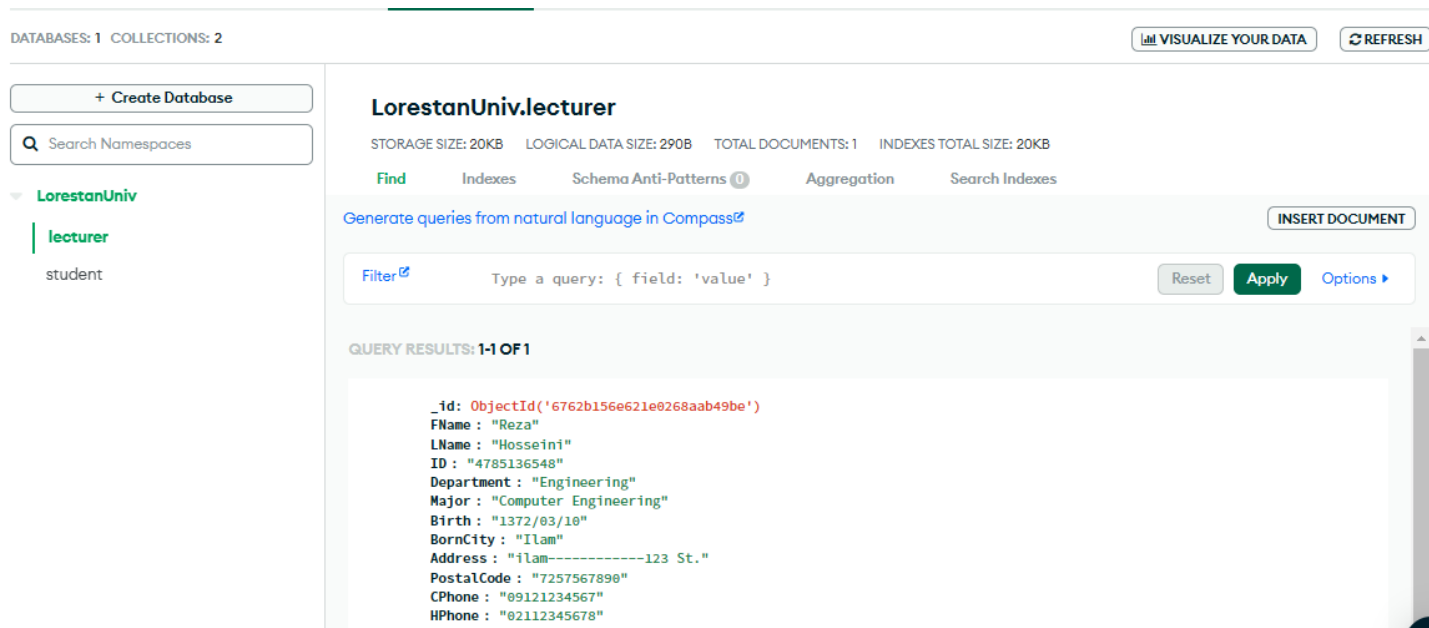 DATABASES: 1 COLLECTIONS: 2
VISUALIZE YOUR DATA
REFRESH
+ Create Database
Search Namespaces
LorestanUniv
lecturer
student
LorestanUniv.lecturer
STORAGE SIZE: 20KB LOGICAL DATA SIZE: 290B TOTAL DOCUMENTS: 1 INDEXES TOTAL SIZE: 20KB
Find Indexes Schema Anti-Patterns 0 Aggregation Search Indexes
Generate queries from natural language in Compass
INSERT DOCUMENT
Filter Type a query: { field: 'value' } Reset Apply Options
QUERY RESULTS: 1-1 OF 1
_id: ObjectId('6762b156e621e0268aab49be')
FName : "Reza"
LName : "Hosseini"
ID : "4785136548"
Department : "Engineering"
Major : "Computer Engineering"
Birth : "1372/03/10"
BornCity : "Ilam"
Address : "ilam------------123 St."
PostalCode : "7257567890"
CPhone : "09121234567"
HPhone : "02112345678"